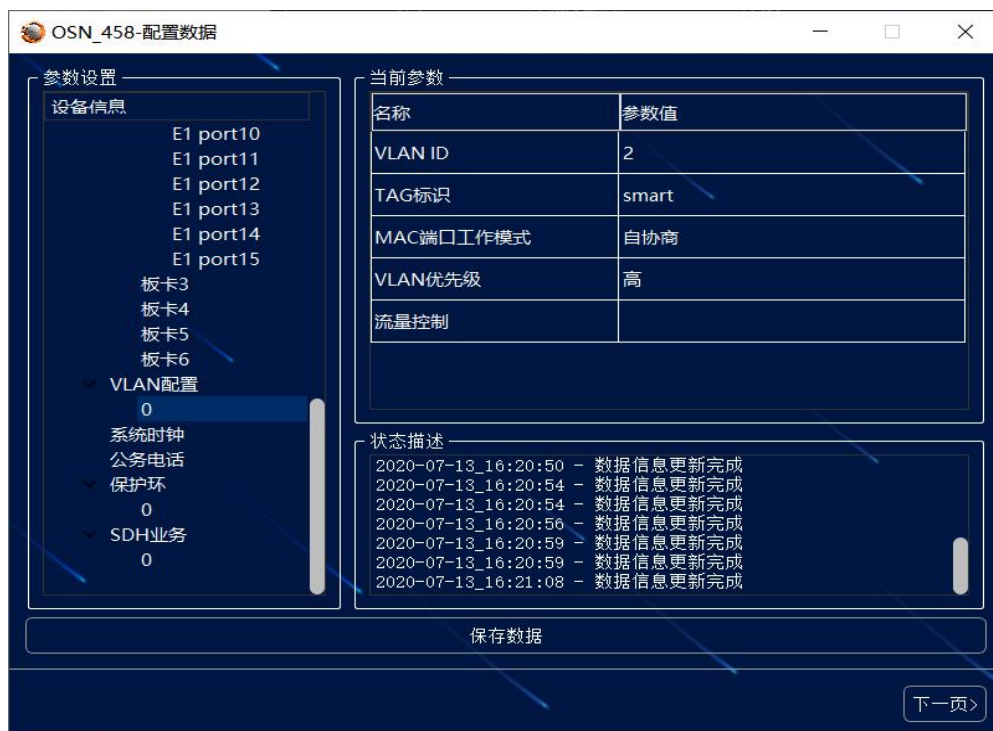 OSN_458-配置数据
参数设置
设备信息
E1 port10
E1 port11
E1 port12
E1 port13
E1 port14
E1 port15
板卡3
板卡4
板卡5
板卡6
VLAN配置
0
系统时钟
公务电话
保护环
0
SDH业务
0
当前参数
名称 参数值
VLAN ID 2
TAG标识 smart
MAC端口工作模式 自协商
VLAN优先级 高
流量控制
状态描述
2020-07-13_16:20:50 - 数据信息更新完成
2020-07-13_16:20:54 - 数据信息更新完成
2020-07-13_16:20:54 - 数据信息更新完成
2020-07-13_16:20:56 - 数据信息更新完成
2020-07-13_16:20:59 - 数据信息更新完成
2020-07-13_16:20:59 - 数据信息更新完成
2020-07-13_16:21:08 - 数据信息更新完成
保存数据
下一页>